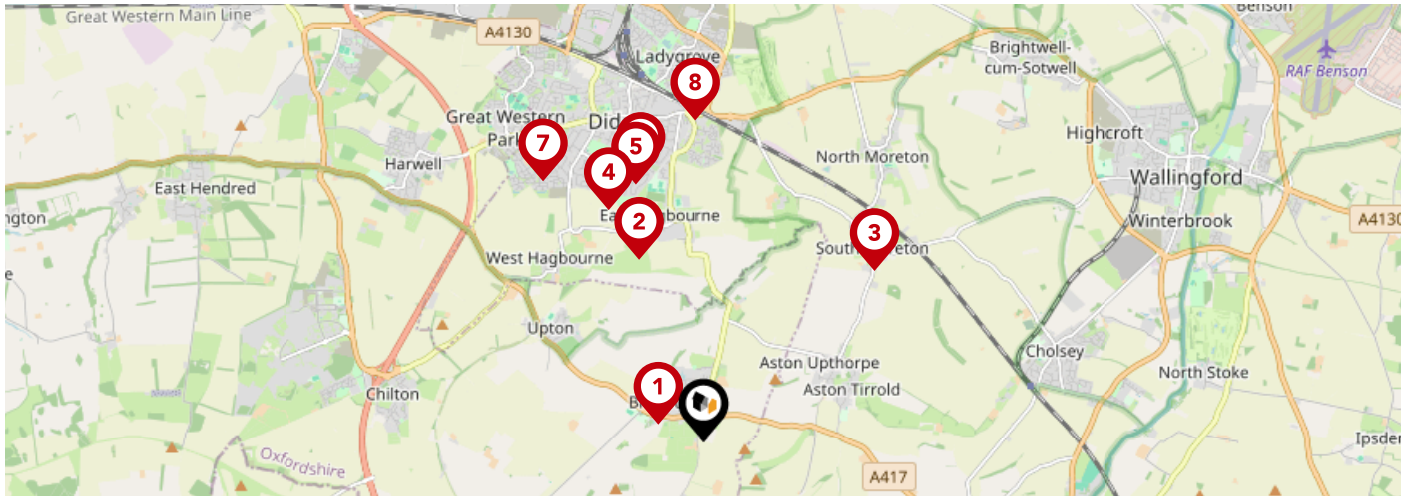 Great Western Main Line
Benson
A4130
Ladygrove
Brightwell-
cum-Sotwell
RAF Benson
8
Great Western
Park
Did
7
5
4
Highcroft
Harwell
North Moreton
East Hendred
Wallingford
2
3
Winterbrook
A4130
West Hagbourne
Upton
Cholsey
Aston Upthorpe
North Stoke
Aston Tirrold
Chilton
1
Oxfordshire
A417